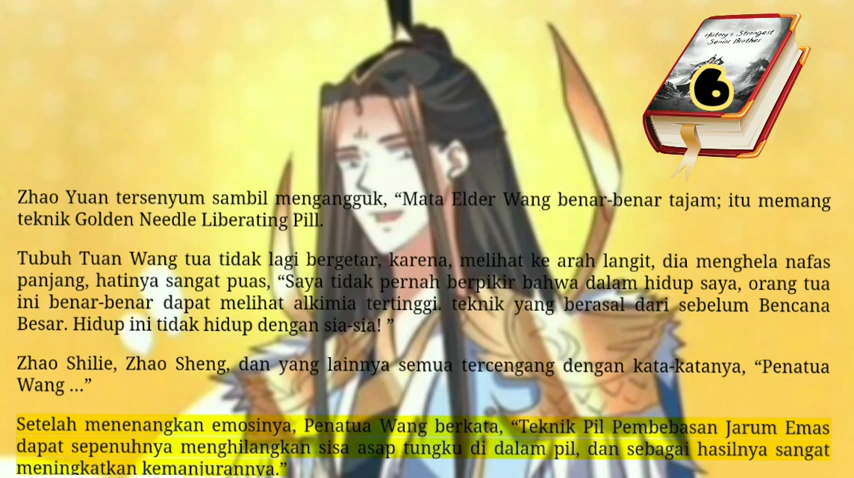 History's Strongest
Senior Brother
6
Zhao Yuan tersenyum sambil mengangguk, “Mata Elder Wang benar-benar tajam; itu memang
teknik Golden Needle Liberating Pill.
Tubuh Tuan Wang tua tidak lagi bergetar, karena, melihat ke arah langit, dia menghela nafas
panjang, hatinya sangat puas, “Saya tidak pernah berpikir bahwa dalam hidup saya, orang tua
ini benar-benar dapat melihat alkimia tertinggi. teknik yang berasal dari sebelum Bencana
Besar. Hidup ini tidak hidup dengan sia-sia! ”
Zhao Shilie, Zhao Sheng, dan yang lainnya semua tercengang dengan kata-katanya, “Penatua
Wang ...”
Setelah menenangkan emosinya, Penatua Wang berkata, “Teknik Pil Pembebasan Jarum Emas
dapat sepenuhnya menghilangkan sisa asap tungku di dalam pil, dan sebagai hasilnya sangat
meningkatkan kemanjurannya.”